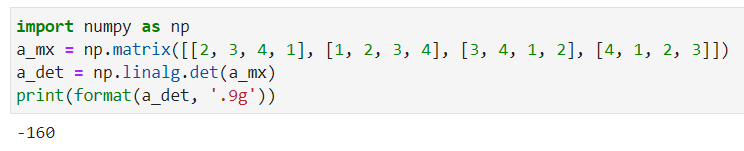 import numpy as np
a_mx = np.matrix([[2, 3, 4, 1], [1, 2, 3, 4], [3, 4, 1, 2], [4, 1, 2, 3]])
a_det = np.linalg.det(a_mx)
print(format(a_det, '.9g'))
-160